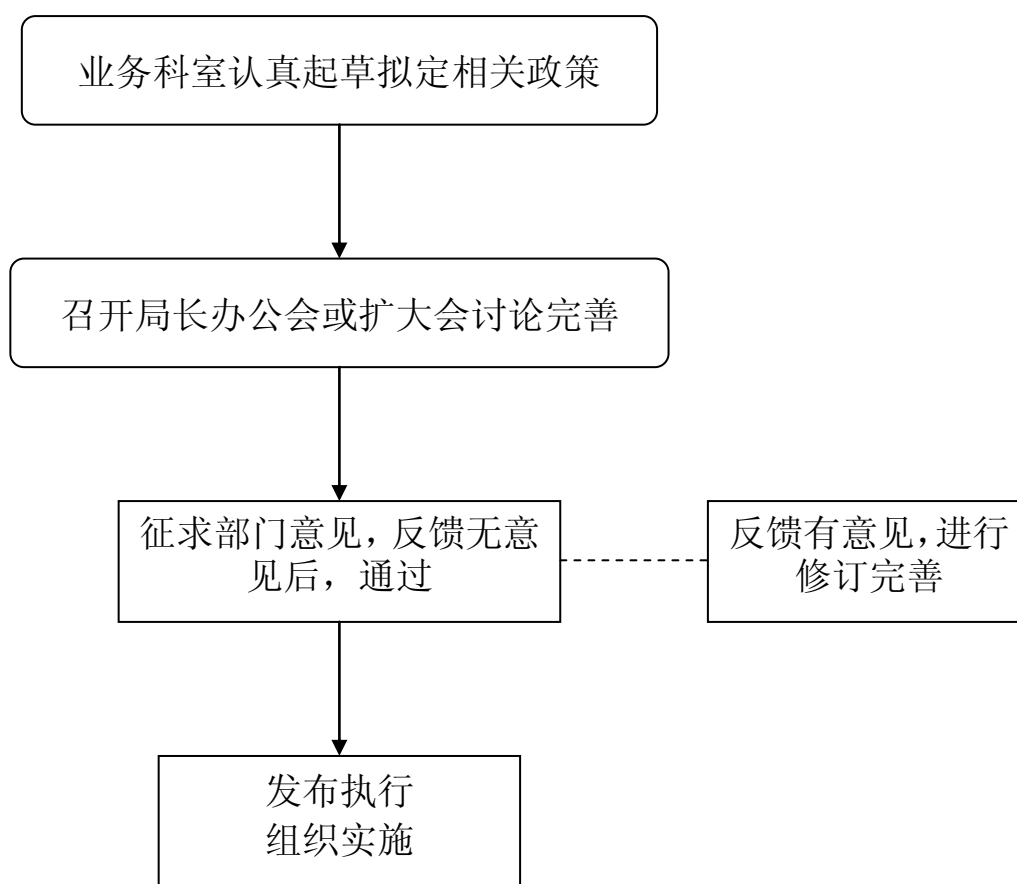 业务科室认真起草拟定相关政策
召开局长办公会或扩大会讨论完善
征求部门意见，反馈无意
见后，通过
反馈有意见，进行
修订完善
发布执行
组织实施